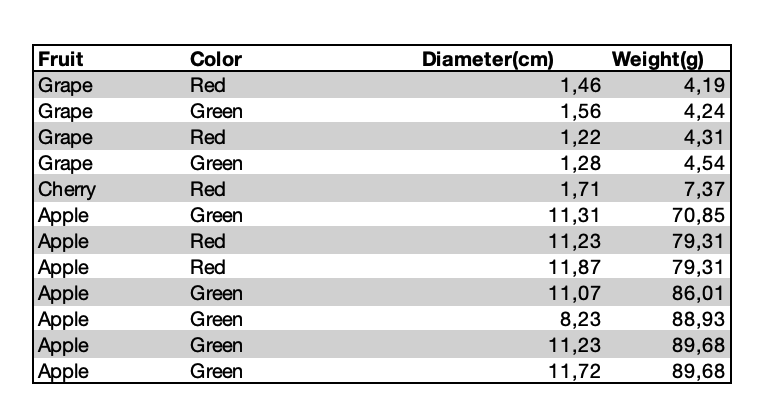 Fruit Color Diameter(cm) Weight(g)
Grape Red 1,46 4,19
Grape Green 1,56 4,24
Grape Red 1,22 4,31
Grape Green 1,28 4,54
Cherry Red 1,71 7,37
Apple Green 11,31 70,85
Apple Red 11,23 79,31
Apple Red 11,87 79,31
Apple Green 11,07 86,01
Apple Green 8,23 88,93
Apple Green 11,23 89,68
Apple Green 11,72 89,68